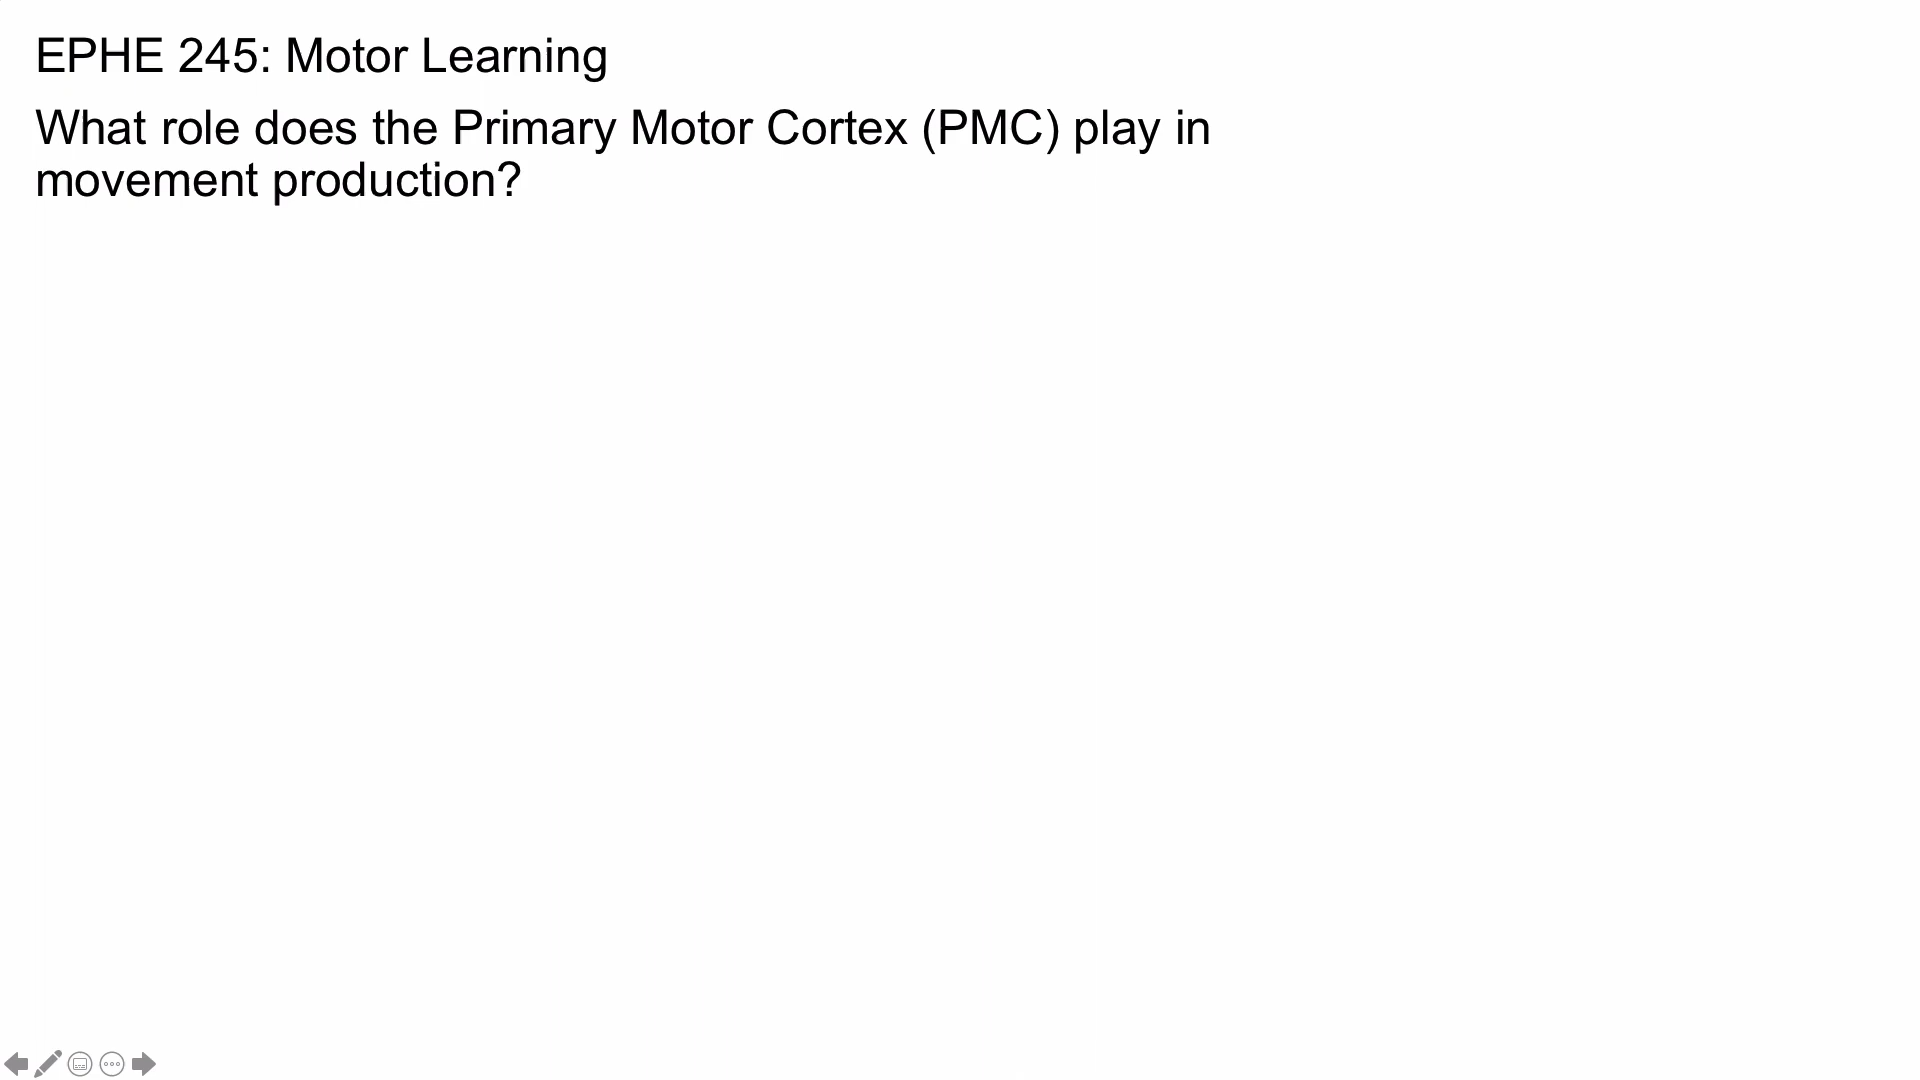 EPHE 245: Motor Learning
What role does the Primary Motor Cortex (PMC) play in
movement production?